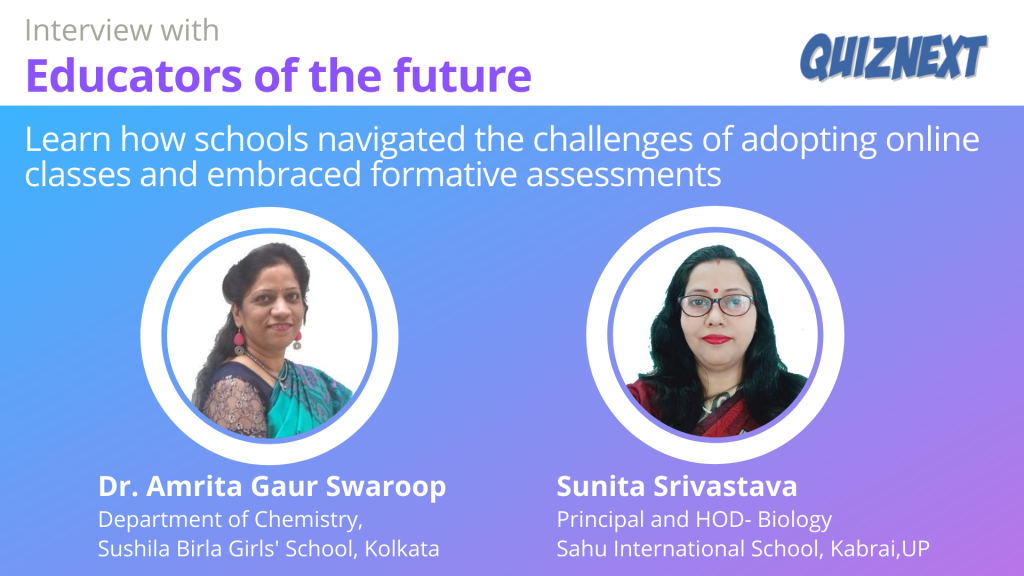 Interview with
Educators of the future
QUIZNEXT
Learn how schools navigated the challenges of adopting online
classes and embraced formative assessments
Dr. Amrita Gaur Swaroop
Department of Chemistry,
Sushila Birla Girls' School, Kolkata
Sunita Srivastava
Principal and HOD- Biology
Sahu International School, Kabrai,UP